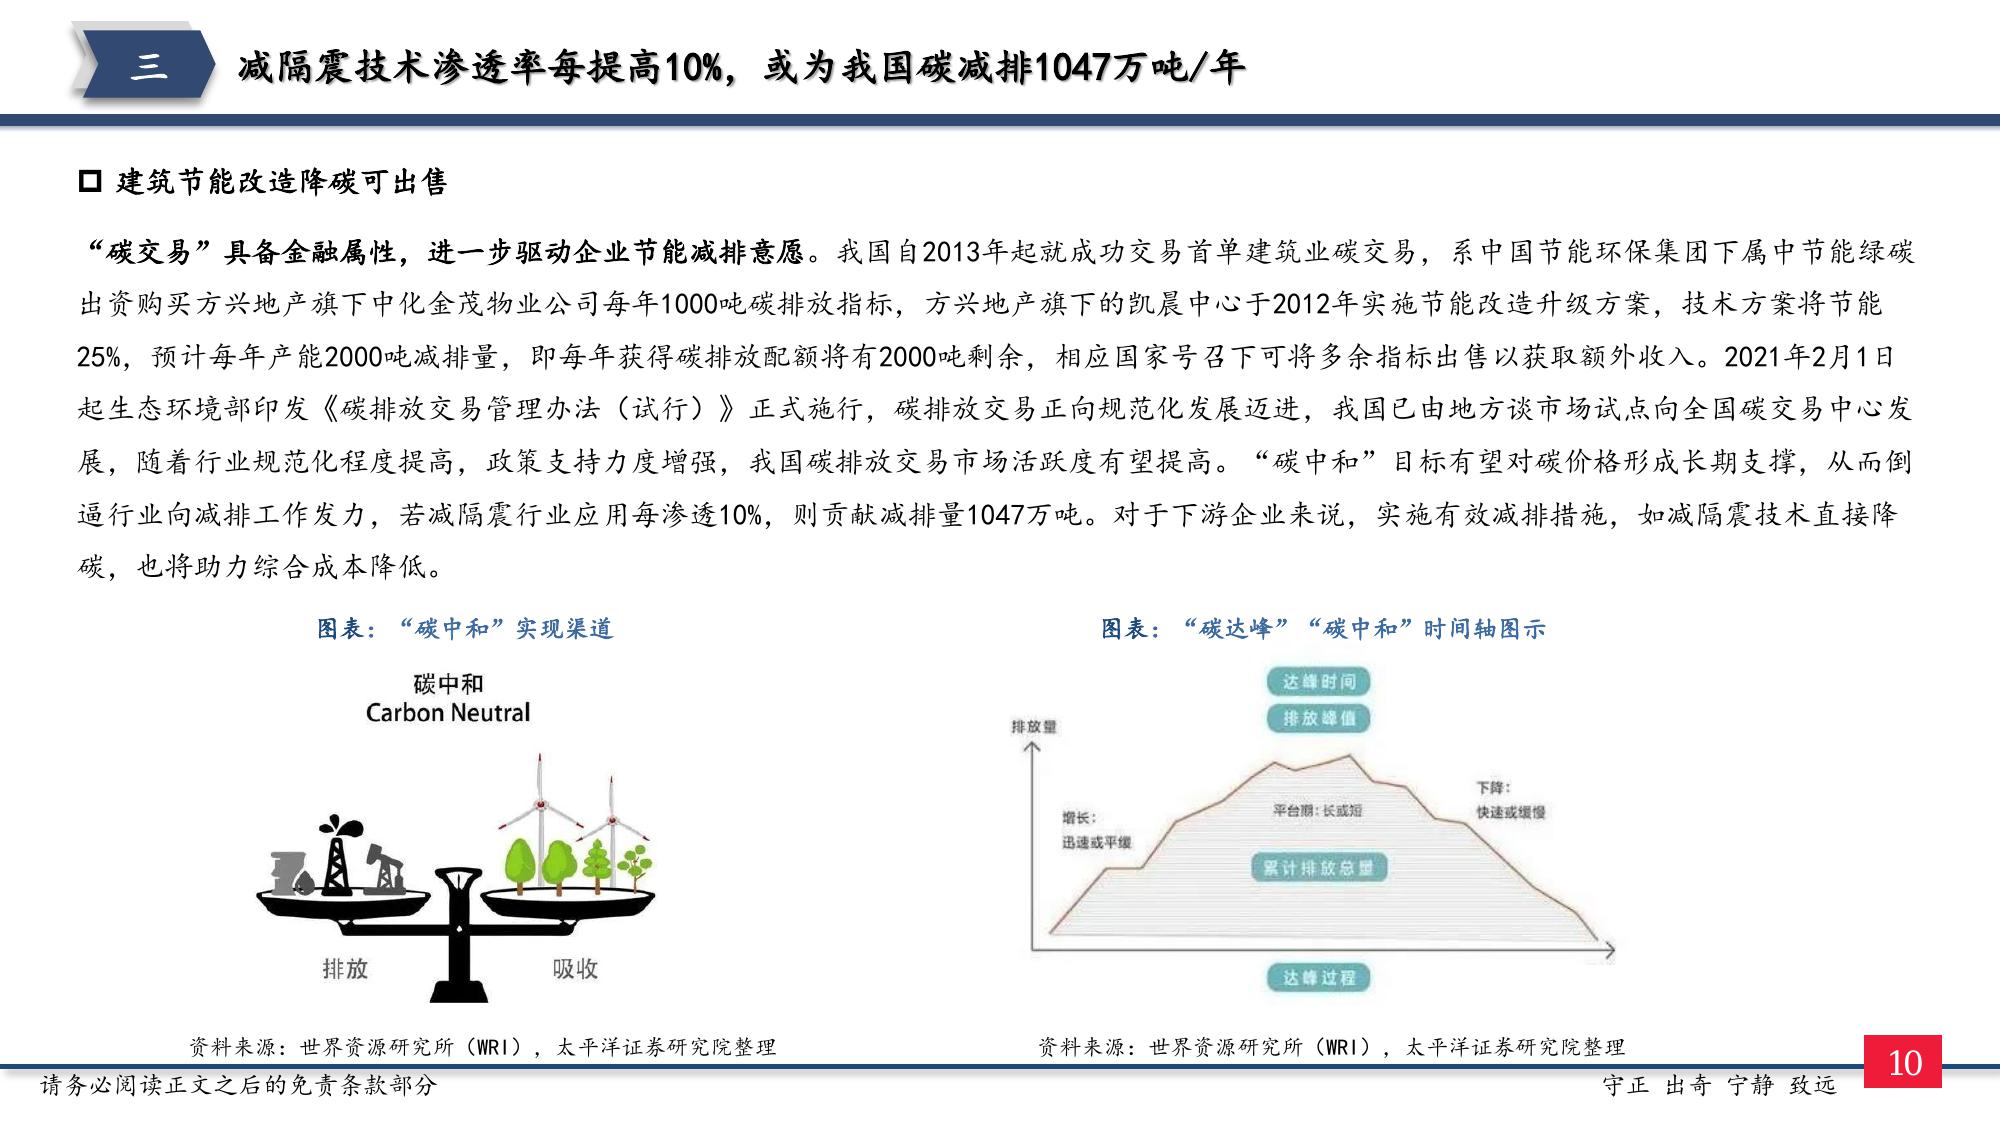 三
减隔震技术渗透率每提高10%，或为我国碳减排1047万吨/年
建筑节能改造降碳可出售
“碳交易”具备金融属性，进一步驱动企业节能减排意愿。我国自2013年起就成功交易首单建筑业碳交易，系中国节能环保集团下属中节能绿碳
出资购买方兴地产旗下中化金茂物业公司每年1000吨碳排放指标，方兴地产旗下的凯晨中心于2012年实施节能改造升级方案，技术方案将节能
25%，预计每年产能2000吨减排量，即每年获得碳排放配额将有2000吨剩余，相应国家号召下可将多余指标出售以获取额外收入。2021年2月1日
起生态环境部印发《碳排放交易管理办法（试行）》正式施行，碳排放交易正向规范化发展迈进，我国已由地方谈市场试点向全国碳交易中心发
展，随着行业规范化程度提高，政策支持力度增强，我国碳排放交易市场活跃度有望提高。“碳中和”目标有望对碳价格形成长期支撑，从而倒
逼行业向减排工作发力，若减隔震行业应用每渗透10%，则贡献减排量1047万吨。对于下游企业来说，实施有效减排措施，如减隔震技术直接降
碳，也将助力综合成本降低。
图表：“碳中和”实现渠道
碳中和
Carbon Neutral
排放
吸收
资料来源：世界资源研究所（WRI），太平洋证券研究院整理
图表：“碳达峰”“碳中和”时间轴图示
达峰时间
排放峰值
排放量
增长：
迅速或平缓
平台期：长或短
下降：
快速或缓慢
累计排放总量
达峰过程
资料来源：世界资源研究所（WRI），太平洋证券研究院整理
请务必阅读正文之后的免责条款部分
守正 出奇 宁静 致远
10